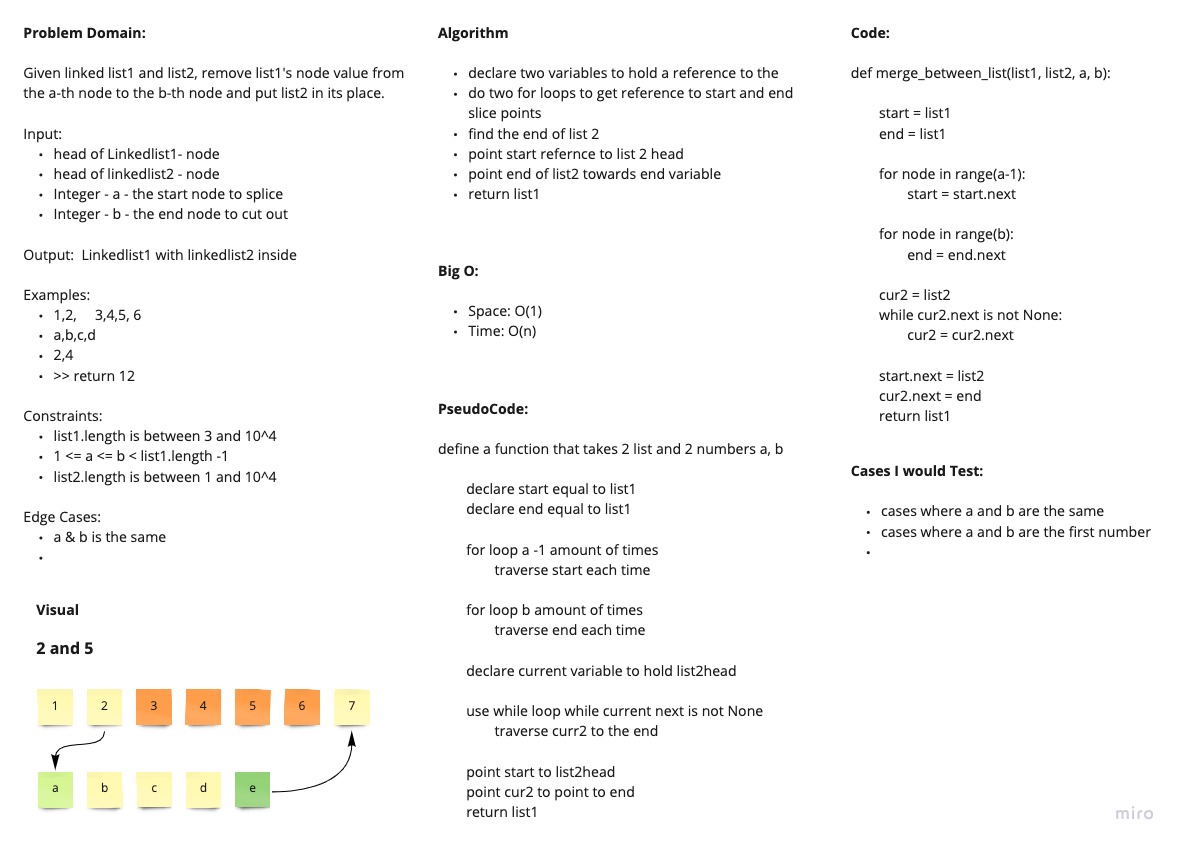 Problem Domain:
Given linked list1 and list2, remove list1's node value from
the a-th node to the b-th node and put list2 in its place.
Input:
• head of Linkedlist1- node
• head of linkedlist2 - node
• Integer - a - the start node to splice
• Integer - b - the end node to cut out
Output:  Linkedlist1 with linkedlist2 inside
Examples:
• 1,2,    3,4,5, 6
• a,b,c,d
• 2,4
• >> return 12
Constraints:
• list1.length is between 3 and 10^4
• 1 <= a <= b < list1.length -1
• list2.length is between 1 and 10^4
Edge Cases:
• a & b is the same
•
Visual
2 and 5
1 2 3 4 5 6 7
a b c d e
Algorithm
• declare two variables to hold a reference to the
• do two for loops to get reference to start and end
slice points
• find the end of list 2
• point start refernce to list 2 head
• point end of list2 towards end variable
• return list1
Big O:
• Space: O(1)
• Time: O(n)
PseudoCode:
define a function that takes 2 list and 2 numbers a, b
declare start equal to list1
declare end equal to list1
for loop a -1 amount of times
traverse start each time
for loop b amount of times
traverse end each time
declare current variable to hold list2head
use while loop while current next is not None
traverse curr2 to the end
point start to list2head
point cur2 to point to end
return list1
Code:
def merge_between_list(list1, list2, a, b):
start = list1
end = list1
for node in range(a-1):
start = start.next
for node in range(b):
end = end.next
cur2 = list2
while cur2.next is not None:
cur2 = cur2.next
start.next = list2
cur2.next = end
return list1
Cases I would Test:
• cases where a and b are the same
• cases where a and b are the first number
•
miro